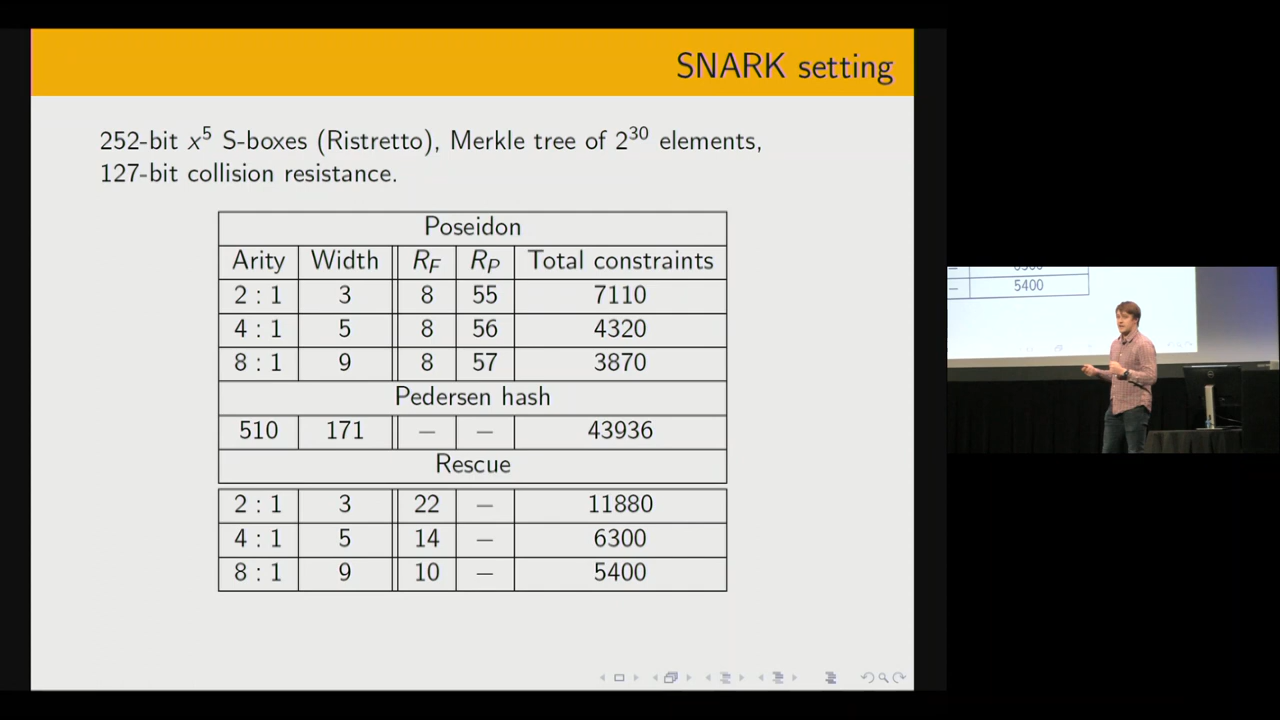 SNARK setting
252-bit x⁵ S-boxes (Ristretto), Merkle tree of 2³⁰ elements,
127-bit collision resistance.
Poseidon
Arity Width R_F R_P Total constraints
2 : 1 3 8 55 7110
4 : 1 5 8 56 4320
8 : 1 9 8 57 3870
Pedersen hash
510 171 – – 43936
Rescue
2 : 1 3 22 – 11880
4 : 1 5 14 – 6300
8 : 1 9 10 – 5400
– 5400